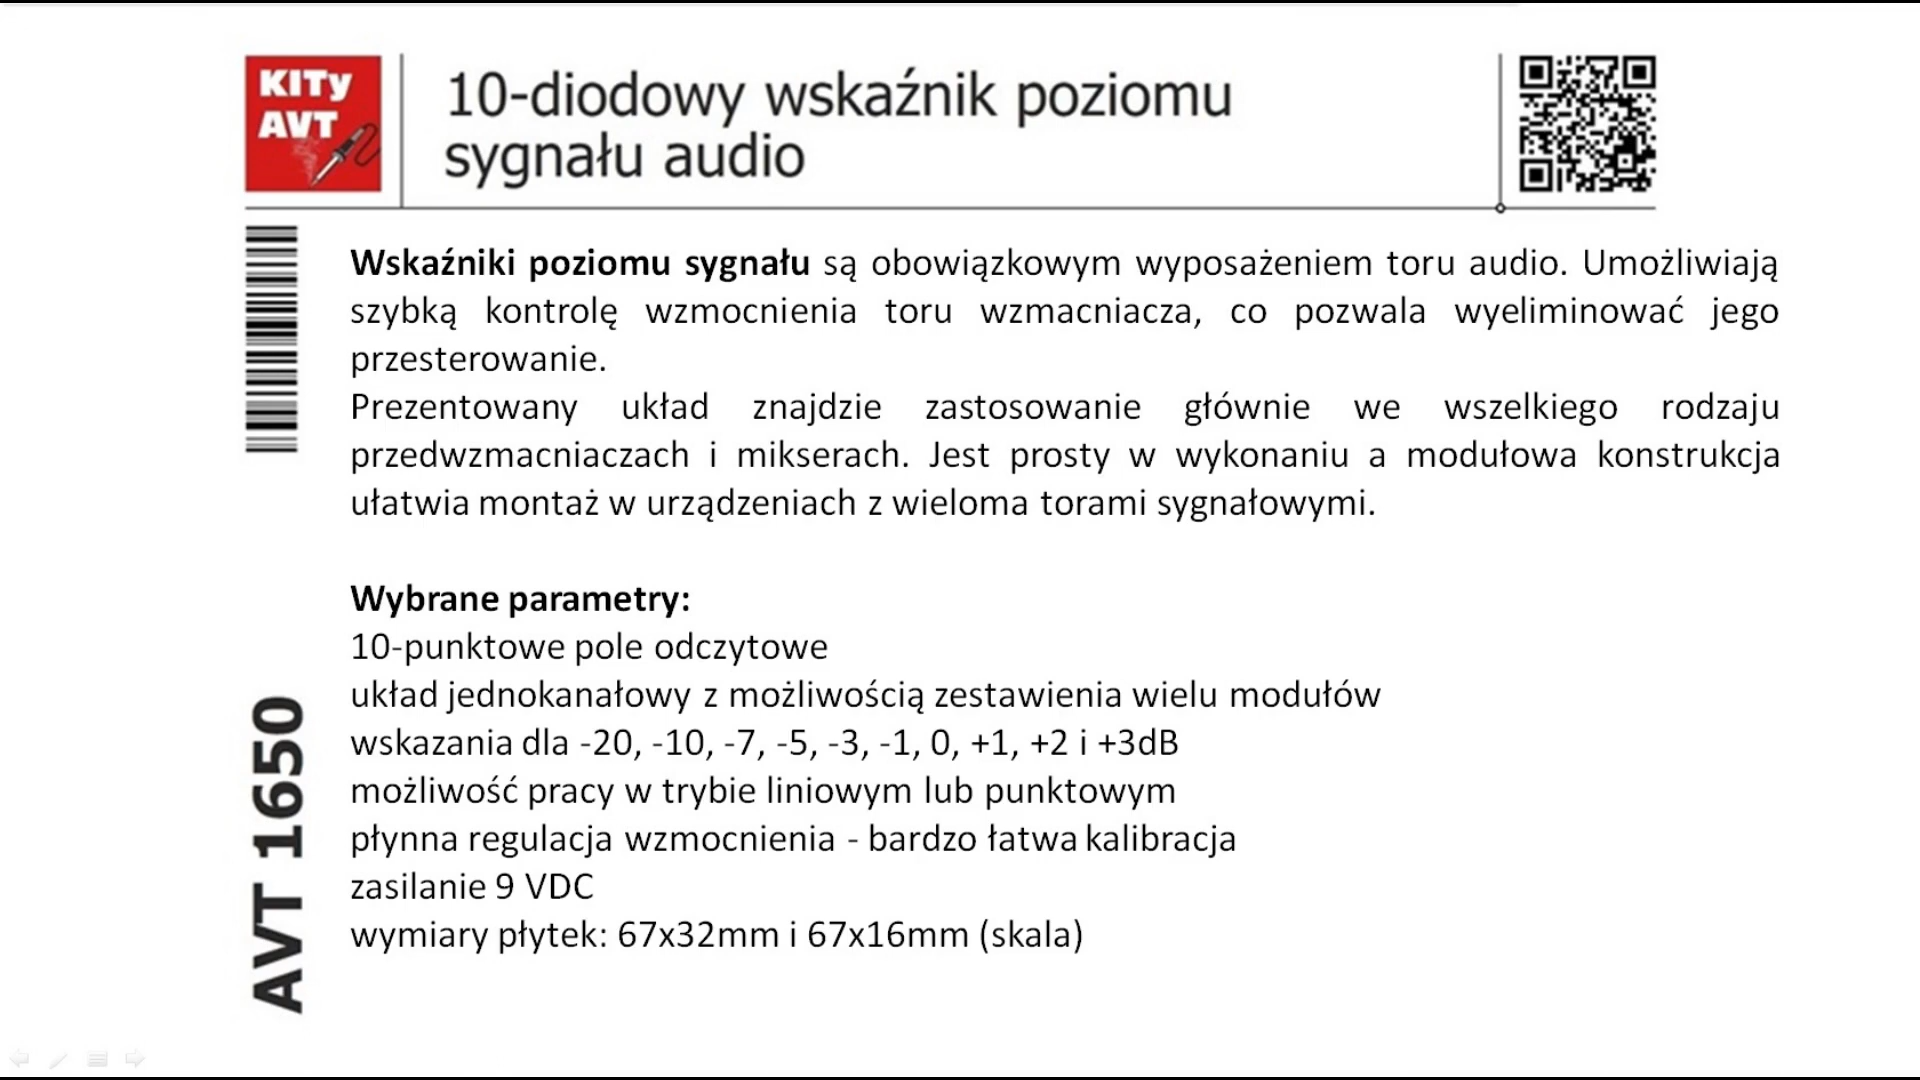 KITy
AVT
10-diodowy wskaźnik poziomu
sygnału audio
Wskaźniki poziomu sygnału są obowiązkowym wyposażeniem toru audio. Umożliwiają
szybką kontrolę wzmocnienia toru wzmacniacza, co pozwala wyeliminować jego
przesterowanie.
Prezentowany układ znajdzie zastosowanie głównie we wszelkiego rodzaju
przedwzmacniaczach i mikserach. Jest prosty w wykonaniu a modułowa konstrukcja
ułatwia montaż w urządzeniach z wieloma torami sygnałowymi.
Wybrane parametry:
10-punktowe pole odczytowe
układ jednokanałowy z możliwością zestawienia wielu modułów
wskazania dla -20, -10, -7, -5, -3, -1, 0, +1, +2 i +3dB
możliwość pracy w trybie liniowym lub punktowym
płynna regulacja wzmocnienia - bardzo łatwa kalibracja
zasilanie 9 VDC
wymiary płytek: 67x32mm i 67x16mm (skala)
AVT 1650